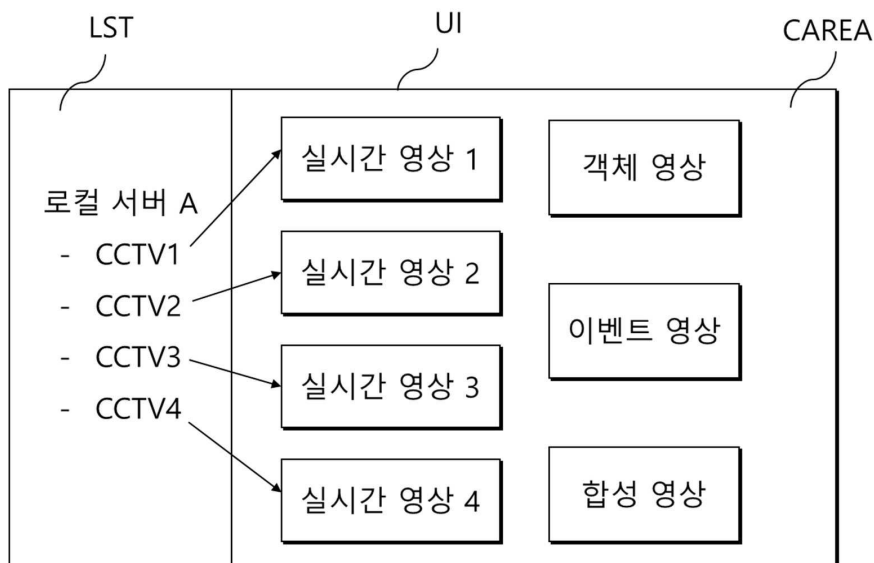 LST
UI
CAREA
로컬 서버 A
- CCTV1
- CCTV2
- CCTV3
- CCTV4
실시간 영상 1
실시간 영상 2
실시간 영상 3
실시간 영상 4
객체 영상
이벤트 영상
합성 영상